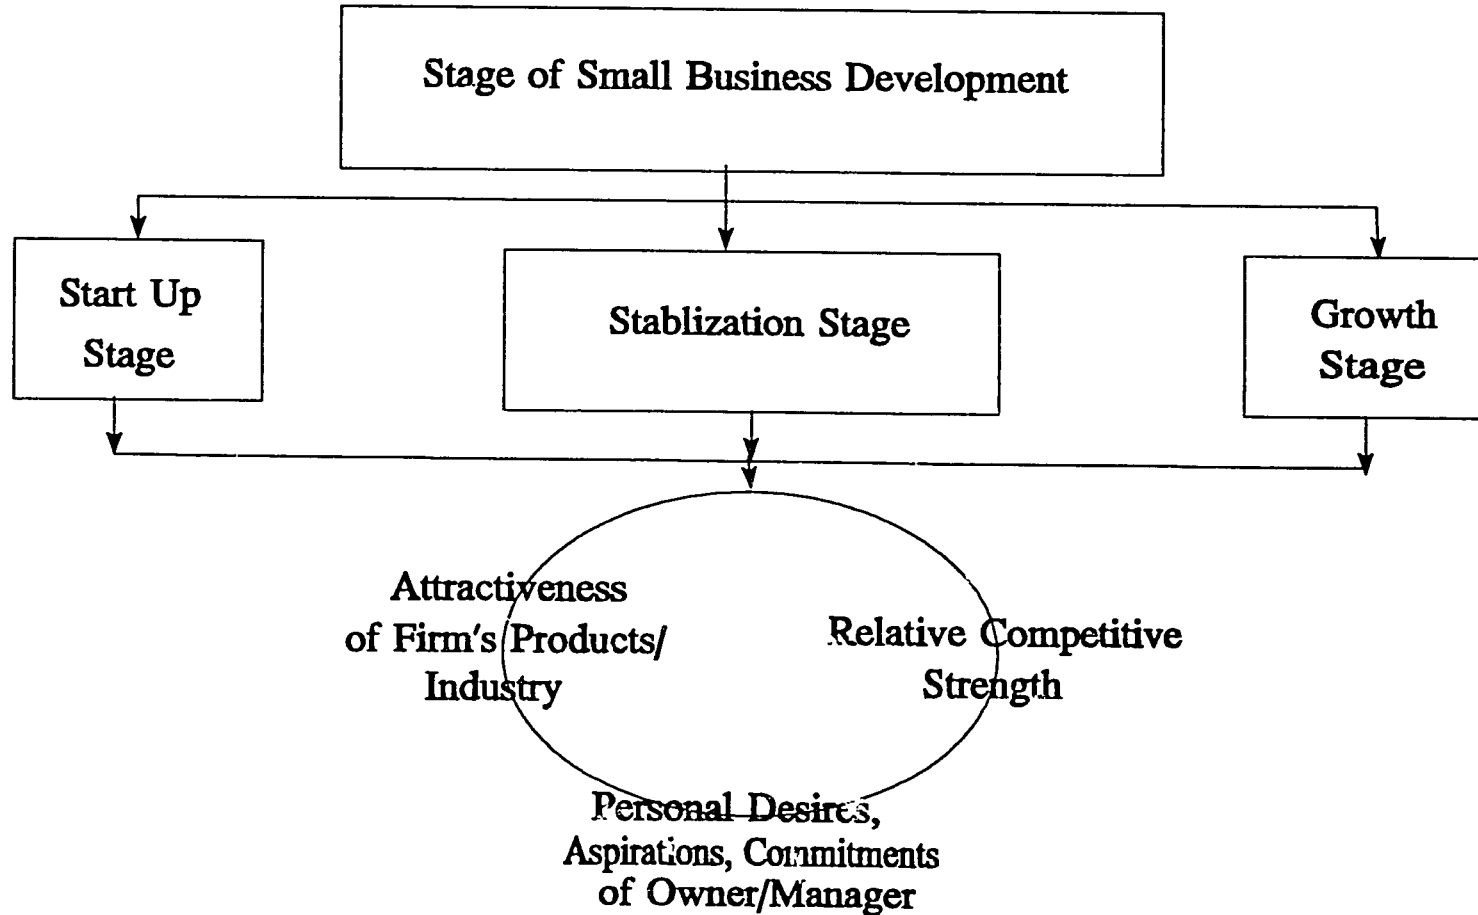 Stage of Small Business Development
Start Up
Stage
Stablization Stage
Growth
Stage
Attractiveness
of Firm's Products/
Industry
Relative Competitive
Strength
Personal Desires,
Aspirations, Commitments
of Owner/Manager